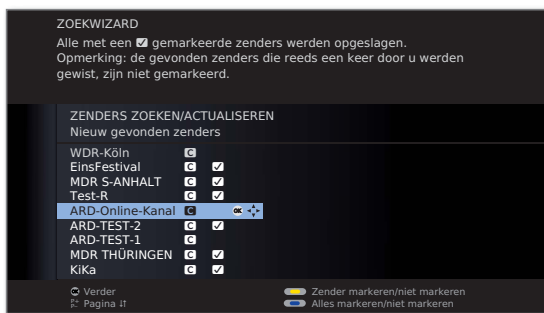 ZOEKWIZARD
Alle met een ☑ gemarkeerde zenders werden opgeslagen.
Opmerking: de gevonden zenders die reeds een keer door u werden
gewist, zijn niet gemarkeerd.
ZENDERS ZOEKEN/ACTUALISEREN
Nieuw gevonden zenders
WDR-Köln C
EinsFestival C ✓
MDR S-ANHALT C ✓
Test-R C ✓
ARD-Online-Kanal C OK
ARD-TEST-2 C ✓
ARD-TEST-1 C
MDR THÜRINGEN C ✓
KiKa C ✓
OK Verder
P+ P- Pagina ↓↑
Zender markeren/niet markeren
Alles markeren/niet markeren